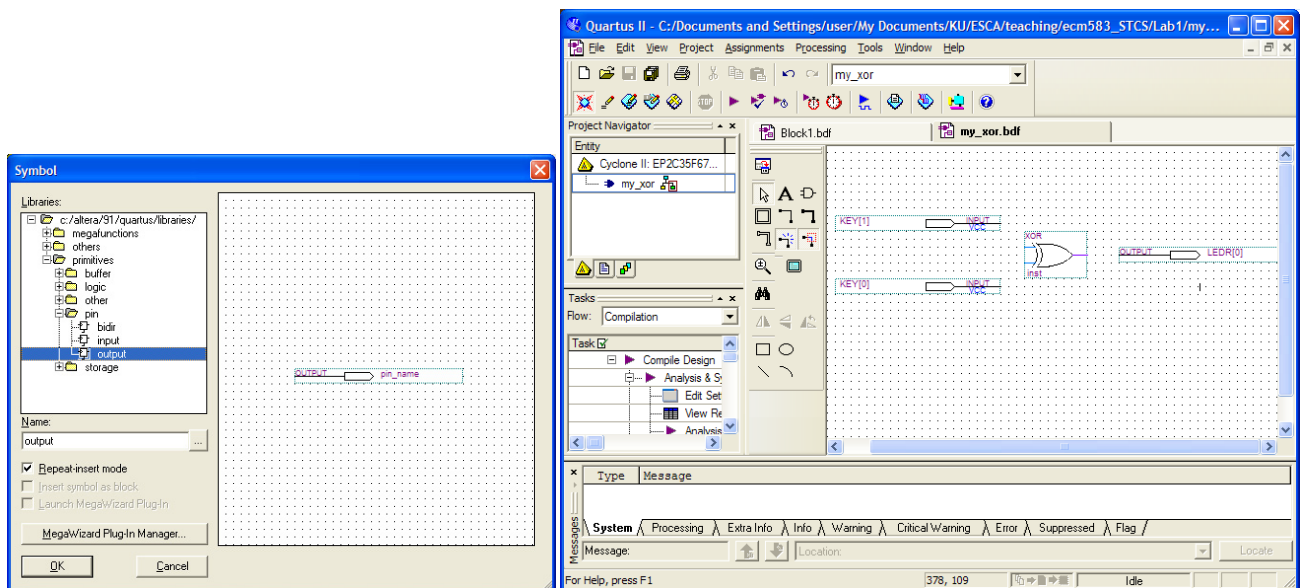 Symbol
Libraries:
c:/altera/91/quartus/libraries/
megafunctions
others
primitives
buffer
logic
other
pin
bidir
input
output
storage
Name:
output
...
Repeat-insert mode
Insert symbol as block
Launch MegaWizard Plug-In
MegaWizard Plug-In Manager...
OK Cancel
OUTPUT pin_name
Quartus II - C:/Documents and Settings/user/My Documents/KU/ESCA/teaching/ecm583_STCS/Lab1/my...
File Edit View Project Assignments Processing Tools Window Help
my_xor
STOP
Project Navigator
Entity
Cyclone II: EP2C35F67...
my_xor
Tasks
Flow: Compilation
Task
Compile Design
Analysis & Sy
Edit Set
View Re
Analysis
Block1.bdf my_xor.bdf
A
KEY[1] INPUT
VCC
XOR
inst
OUTPUT LEDR[0]
KEY[0] INPUT
VCC
Type Message
System Processing Extra Info Info Warning Critical Warning Error Suppressed Flag
Messages
Message: Location: Locate
For Help, press F1 378, 109 Idle